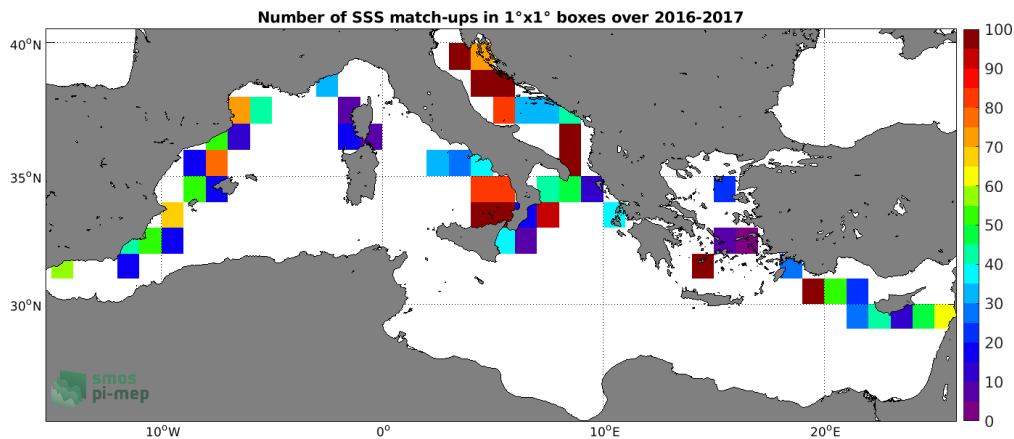 Number of SSS match-ups in 1°x1° boxes over 2016-2017
40°N
35°N
30°N
10°W
0°
10°E
20°E
100
90
80
70
60
50
40
30
20
10
0
smos
pi-mep